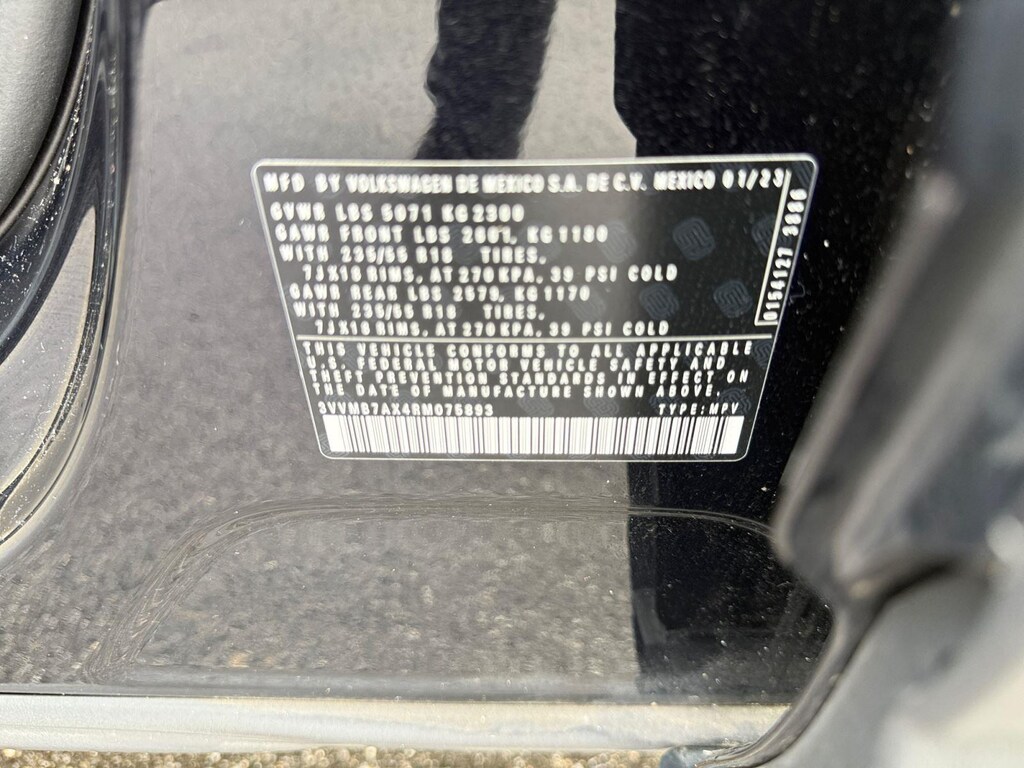 MFD BY VOLKSWAGEN DE MEXICO S.A. DE C.V. MEXICO 01/23
GVWR LBS 5071 KG 2300
GAWR FRONT LBS KG 1180
WITH 235/55 R18 TIRES,
7JX18 RIMS, AT 270 KPA, 39 PSI COLD
GAWR REAR LBS 2579, KG 1170
WITH 235/55 R18 TIRES,
7JX18 RIMS, AT 270 KPA, 39 PSI COLD
THIS VEHICLE CONFORMS TO ALL APPLICABLE
U.S. FEDERAL MOTOR VEHICLE SAFETY AND
THEFT PREVENTION STANDARDS IN EFFECT ON
THE DATE OF MANUFACTURE SHOWN ABOVE.
TYPE: MPV
0154127